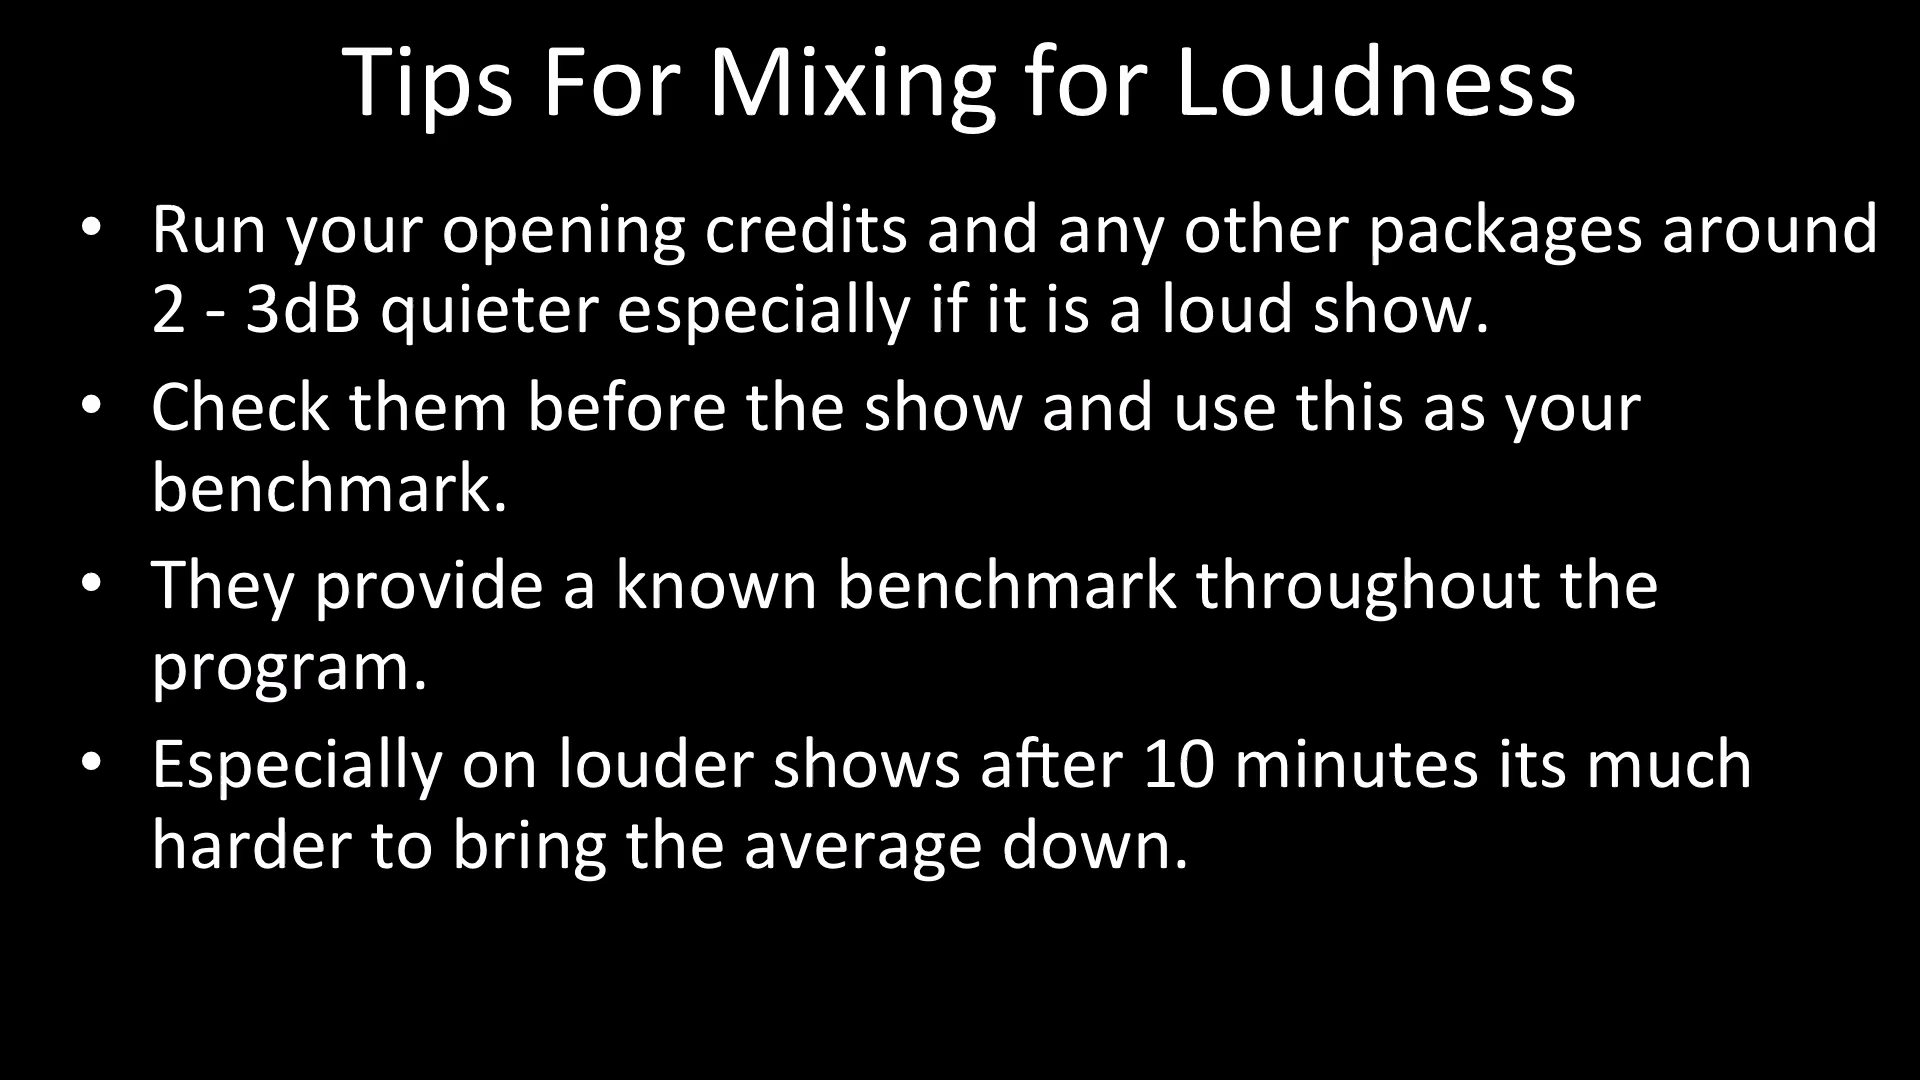 Tips For Mixing for Loudness
• Run your opening credits and any other packages around
2 - 3dB quieter especially if it is a loud show.
• Check them before the show and use this as your
benchmark.
• They provide a known benchmark throughout the
program.
• Especially on louder shows after 10 minutes its much
harder to bring the average down.